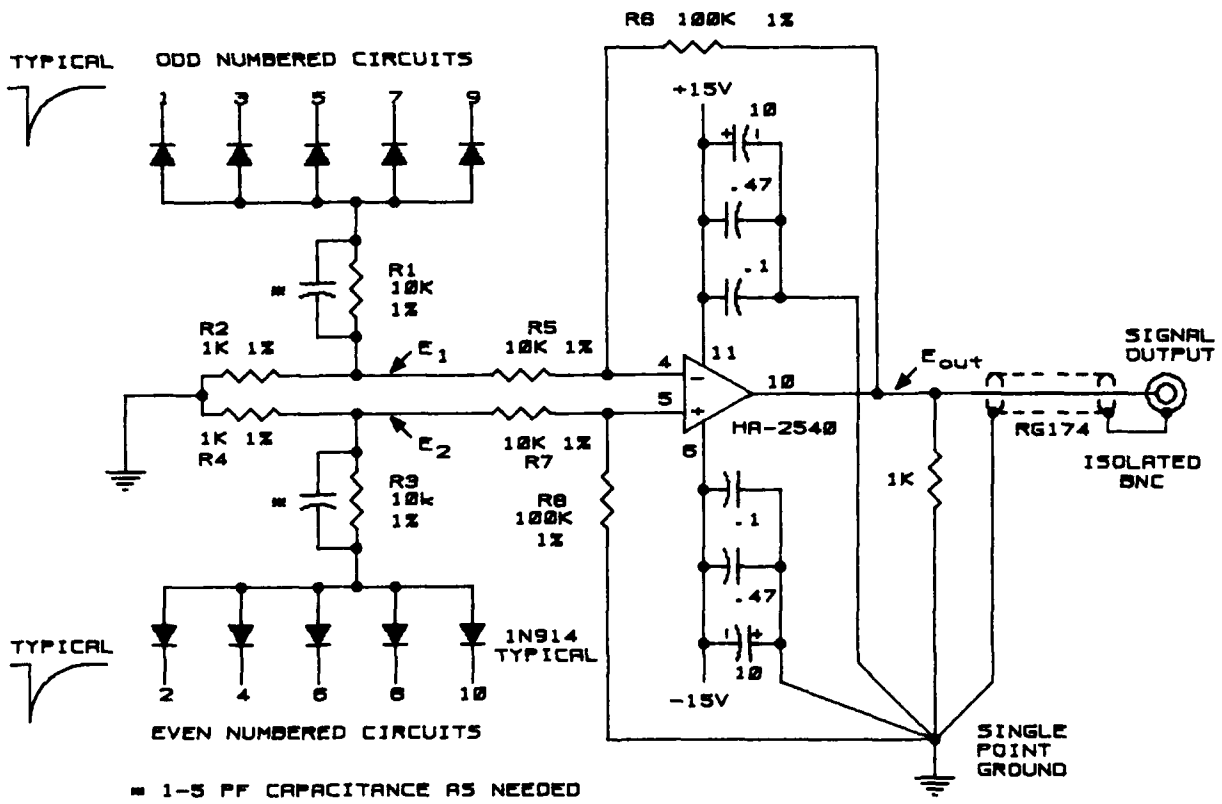 R6 100K 1%
TYPICAL
ODD NUMBERED CIRCUITS
1 3 5 7 9
+15V
10
+
.47
.1
*
R1
10K
1%
R2
1K 1%
E1
R5
10K 1%
4
-
11
5
+
10
6
HA-2540
Eout
SIGNAL
OUTPUT
RG174
ISOLATED
BNC
1K 1%
R4
E2
10K 1%
R7
*
R3
10k
1%
R8
100K
1%
1K
.1
.47
+
10
-15V
1N914
TYPICAL
TYPICAL
2 4 6 8 10
EVEN NUMBERED CIRCUITS
SINGLE
POINT
GROUND
* 1-5 PF CAPACITANCE AS NEEDED